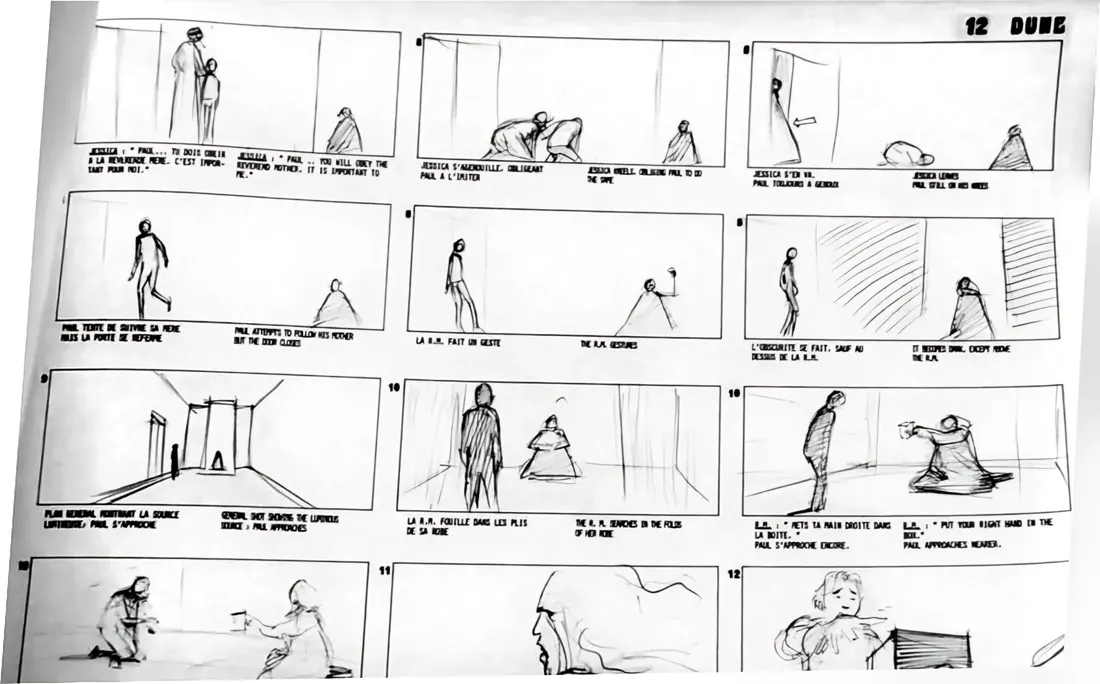 12 DUNE
8
8
JESSICA : " PAUL... TU DOIS OBEIR
A LA REVERENDE MERE. C'EST IMPOR-
TANT POUR MOI."
JESSICA : " PAUL .. YOU WILL OBEY THE
REVEREND MOTHER. IT IS IMPORTANT TO
ME."
JESSICA S'AGENOUILLE, OBLIGEANT
PAUL A L'IMITER
JESSICA KNEELS, OBLIGING PAUL TO DO
THE SAME
JESSICA S'EN VA.
PAUL TOUJOURS A GENOUX
JESSICA LEAVES
PAUL STILL ON HIS KNEES
8
8
8
PAUL TENTE DE SUIVRE SA MERE
MAIS LA PORTE SE REFERME
PAUL ATTEMPTS TO FOLLOW HIS MOTHER
BUT THE DOOR CLOSES
LA R.M. FAIT UN GESTE
THE R.M. GESTURES
L'OBSCURITE SE FAIT, SAUF AU
DESSUS DE LA R.M.
IT BECOMES DARK, EXCEPT ABOVE
THE R.M.
9
10
10
PLAN GENERAL MONTRANT LA SOURCE
LUMINEUSE; PAUL S'APPROCHE
GENERAL SHOT SHOWING THE LUMINOUS
SOURCE ; PAUL APPROACHES
LA R.M. FOUILLE DANS LES PLIS
DE SA ROBE
THE R. M. SEARCHES IN THE FOLDS
OF HER ROBE
R.M. : " METS TA MAIN DROITE DANS
LA BOITE. "
PAUL S'APPROCHE ENCORE.
R.M. : " PUT YOUR RIGHT HAND IN THE
BOX."
PAUL APPROACHES NEARER.
10
11
12